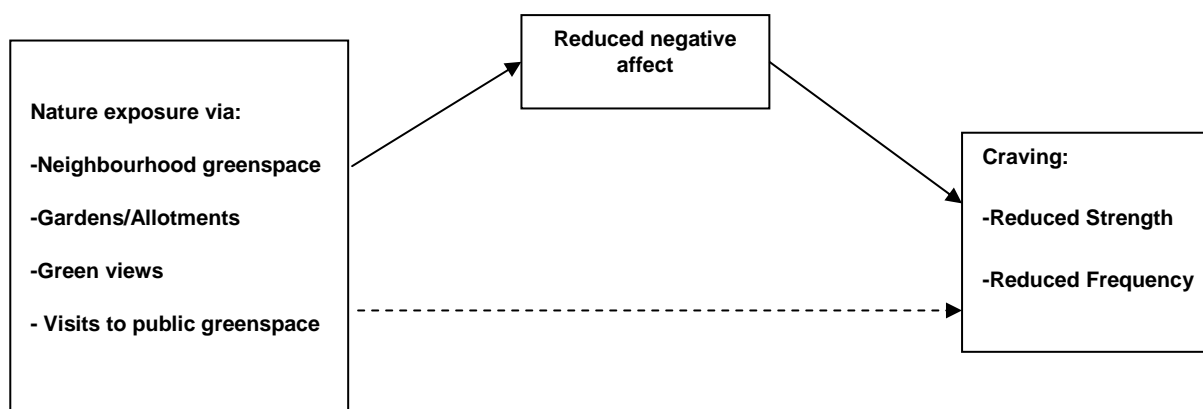 Reduced negative
affect
Nature exposure via:
-Neighbourhood greenspace
-Gardens/Allotments
-Green views
- Visits to public greenspace
Craving:
-Reduced Strength
-Reduced Frequency